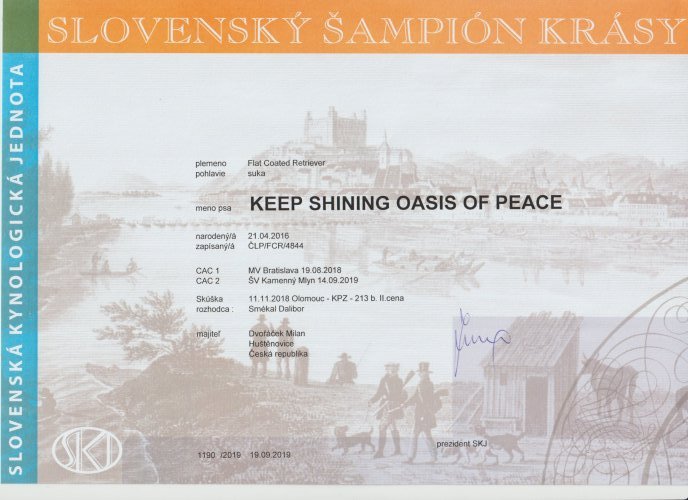 SLOVENSKÝ ŠAMPIÓN KRÁSY
SLOVENSKÁ KYNOLOGICKÁ JEDNOTA
plemeno Flat Coated Retriever
pohlavie suka
meno psa KEEP SHINING OASIS OF PEACE
narodený/á 21.04.2016
zapísaný/á ČLP/FCR/4844
CAC 1 MV Bratislava 19.08.2018
CAC 2 ŠV Kamenný Mlyn 14.09.2019
Skúška 11.11.2018 Olomouc - KPZ - 213 b. II.cena
rozhodca : Smékal Dalibor
majiteľ Dvořáček Milan
Huštěnovice
Česká republika
prezident SKJ
SKJ
1190 /2019 19.09.2019